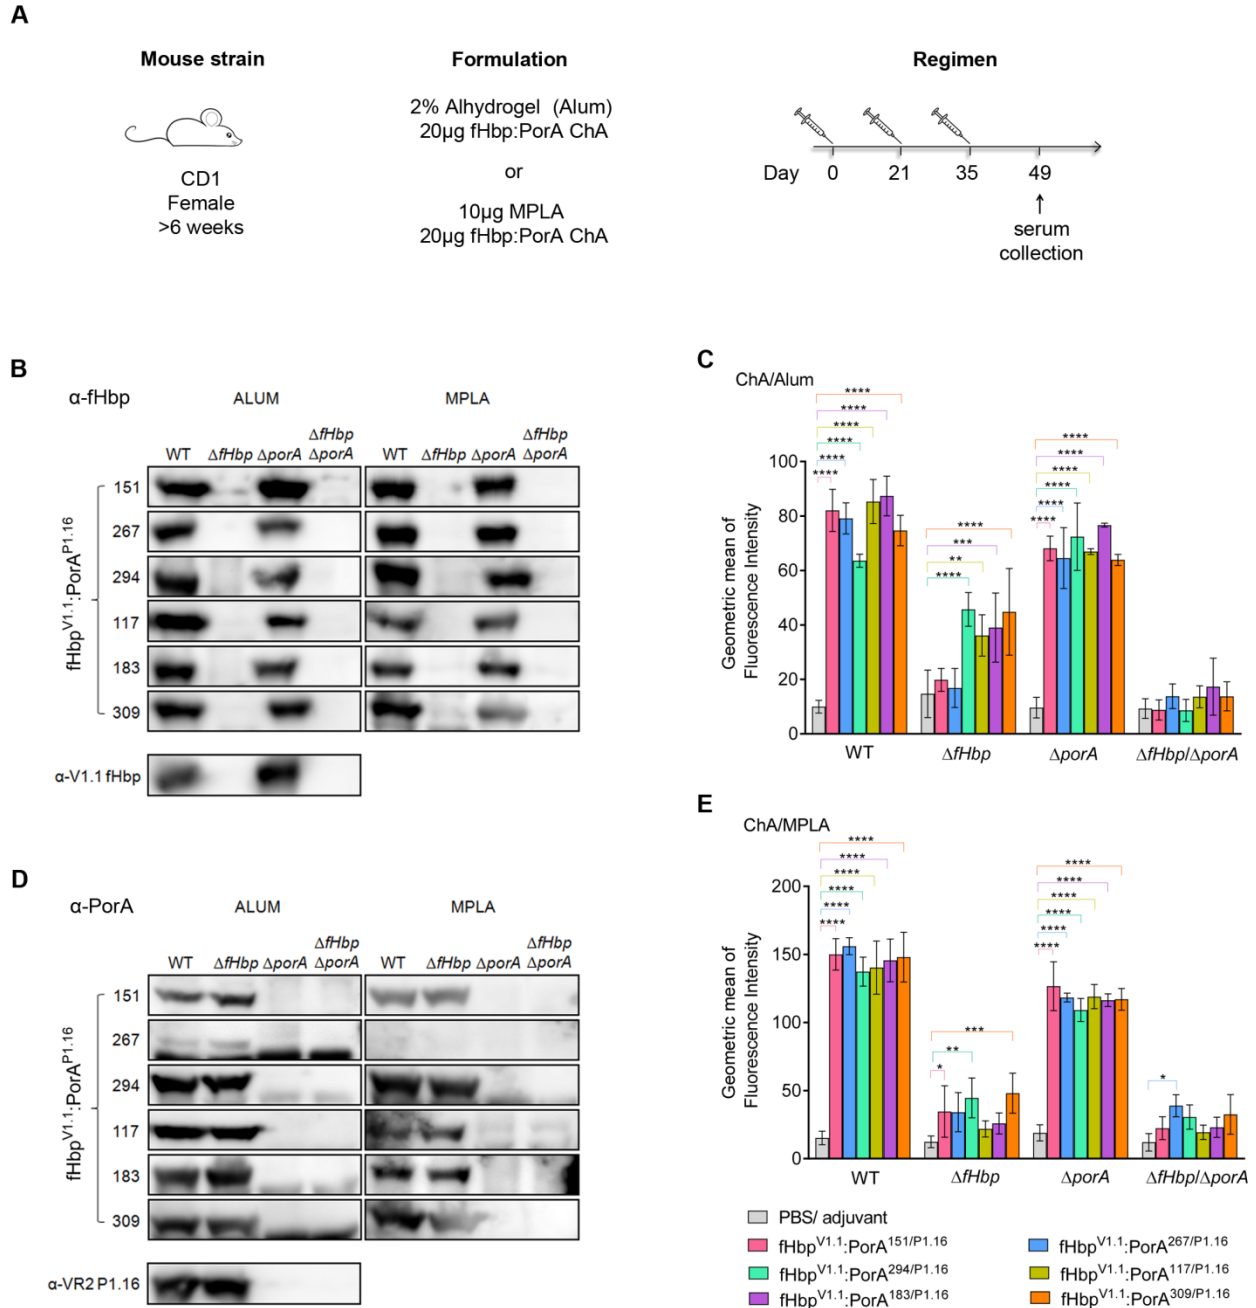 A
Mouse strain
Formulation
Regimen
2% Alhydrogel (Alum)
20µg fHbp:PorA ChA
or
10µg MPLA
20µg fHbp:PorA ChA
CD1
Female
>6 weeks
Day 0 21 35 49
serum
collection
B
α-fHbp
ALUM
MPLA
WT ΔfHbp ΔporA ΔfHbp ΔporA
WT ΔfHbp ΔporA ΔfHbp ΔporA
fHbpV1.1:PorAP1.16
151
267
294
117
183
309
α-V1.1 fHbp
C
ChA/Alum
Geometric mean of
Fluorescence Intensity
100
80
60
40
20
0
**** **** **** **** **** ****
**** ** *** ****
**** **** **** **** **** ****
WT ΔfHbp ΔporA ΔfHbp/ΔporA
D
α-PorA
ALUM
MPLA
WT ΔfHbp ΔporA ΔfHbp ΔporA
WT ΔfHbp ΔporA ΔfHbp ΔporA
fHbpV1.1:PorAP1.16
151
267
294
117
183
309
α-VR2 P1.16
E
ChA/MPLA
Geometric mean of
Fluorescence Intensity
200
150
100
50
0
**** **** **** **** **** ****
* ** ***
**** **** **** **** **** ****
*
WT ΔfHbp ΔporA ΔfHbp/ΔporA
PBS/ adjuvant
fHbpV1.1:PorA151/P1.16
fHbpV1.1:PorA267/P1.16
fHbpV1.1:PorA294/P1.16
fHbpV1.1:PorA117/P1.16
fHbpV1.1:PorA183/P1.16
fHbpV1.1:PorA309/P1.16